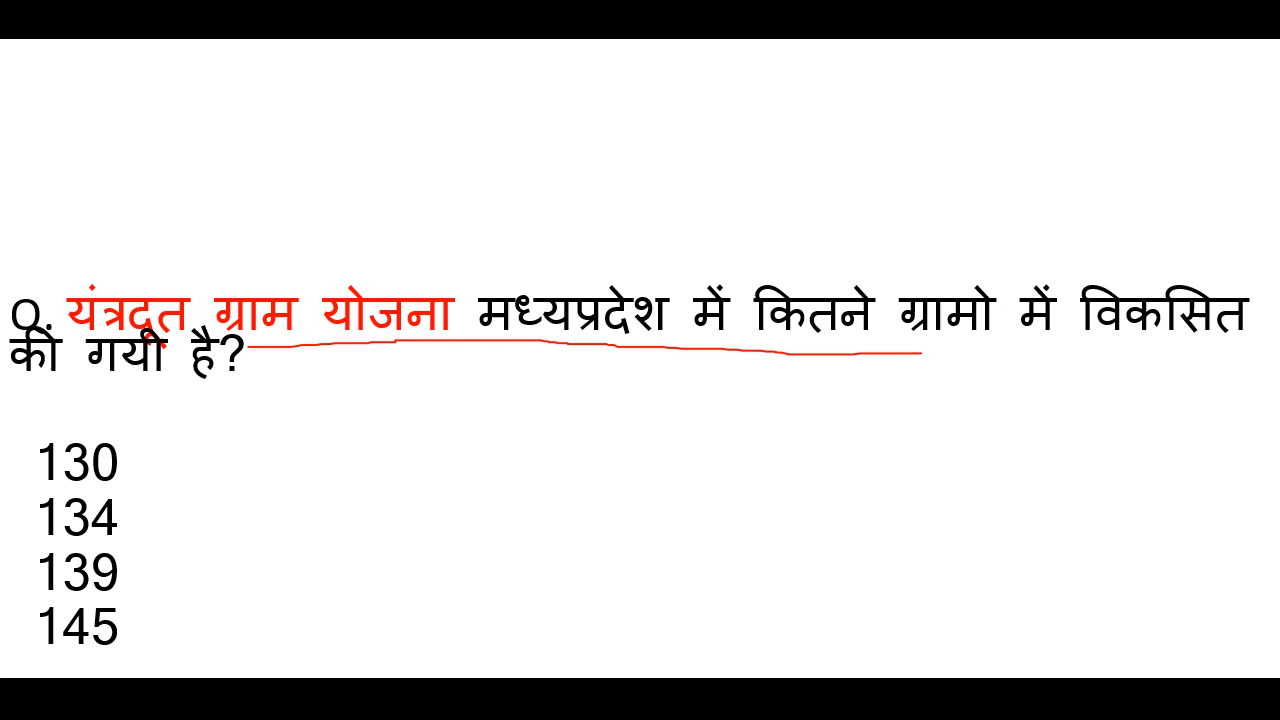 Q. यंत्रदूत ग्राम योजना मध्यप्रदेश में कितने ग्रामो में विकसित
की गयी है?
130
134
139
145